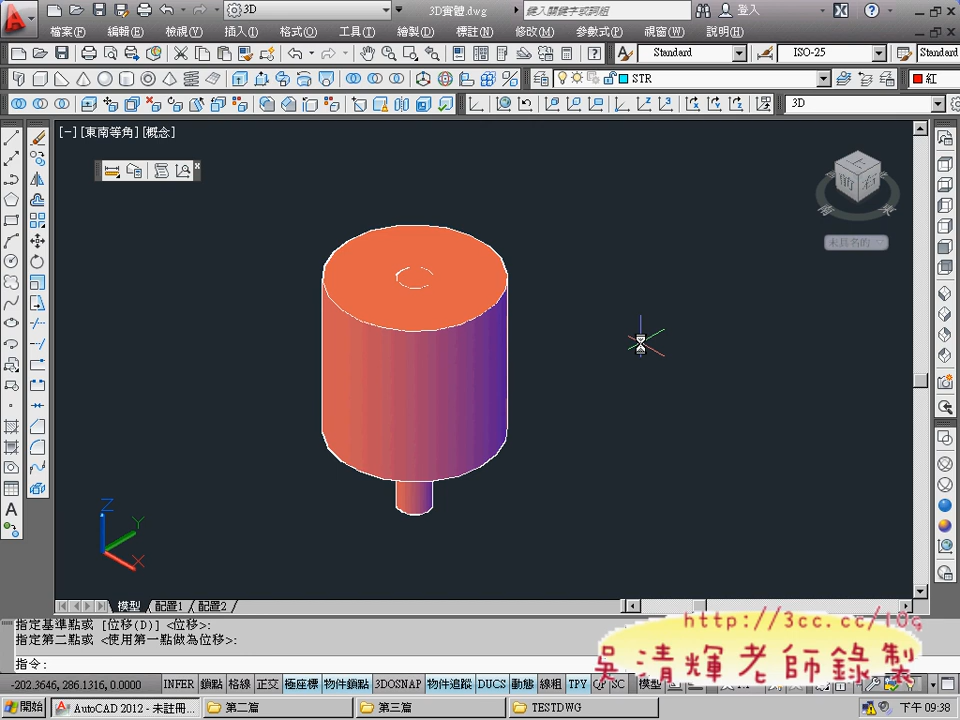 3D
3D實體.dwg
鍵入關鍵字或詞組
登入
檔案(F)
編輯(E)
檢視(V)
插入(I)
格式(O)
工具(T)
繪製(D)
標註(N)
修改(M)
參數式(P)
視窗(W)
說明(H)
Standard
ISO-25
Standard
STR
紅
3D
[−][東南等角][概念]
上
前
右
南
東
未具名的
Z
Y
X
模型
配置1
配置2
指定基準點或 [位移(D)] <位移>:
指定第二點或 <使用第一點做為位移>:
指令:
http://3cc.cc/10q
吳清輝老師錄製
-202.3646, 286.1316, 0.0000
INFER
鎖點
格線
正交
極座標
物件鎖點
3DOSNAP
物件追蹤
DUCS
動態
線粗
TPY
QP
SC
模型
開始
AutoCAD 2012 - 未註冊...
第二篇
第三篇
TESTDWG
下午 09:38